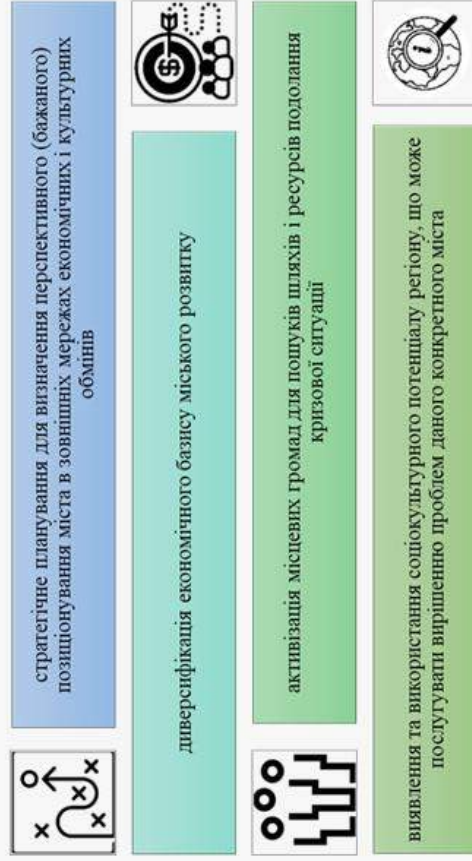 стратегічне планування для визначення перспективного (бажаного)
позиціонування міста в зовнішніх мережах економічних і культурних
обмінів
диверсифікація економічного базису міського розвитку
активізація місцевих громад для пошуків шляхів і ресурсів подолання
кризової ситуації
виявлення та використання соціокультурного потенціалу регіону, що може
послугувати вирішенню проблем даного конкретного міста